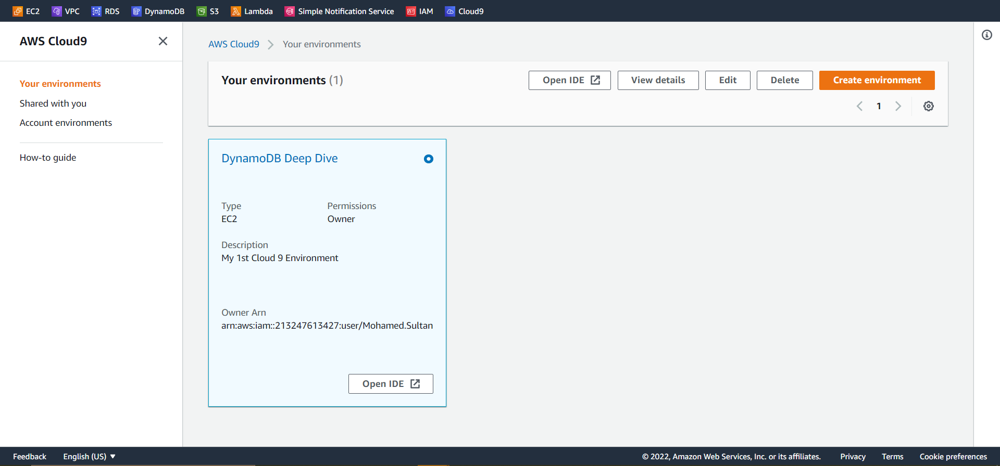 EC2 VPC RDS DynamoDB S3 Lambda Simple Notification Service IAM Cloud9
AWS Cloud9
Your environments
Shared with you
Account environments
How-to guide
AWS Cloud9 Your environments
Your environments (1)
Open IDE View details Edit Delete Create environment
1
DynamoDB Deep Dive
Type Permissions
EC2 Owner
Description
My 1st Cloud 9 Environment
Owner Arn
arn:aws:iam::213247613427:user/Mohamed.Sultan
Open IDE
Feedback English (US) © 2022, Amazon Web Services, Inc. or its affiliates. Privacy Terms Cookie preferences